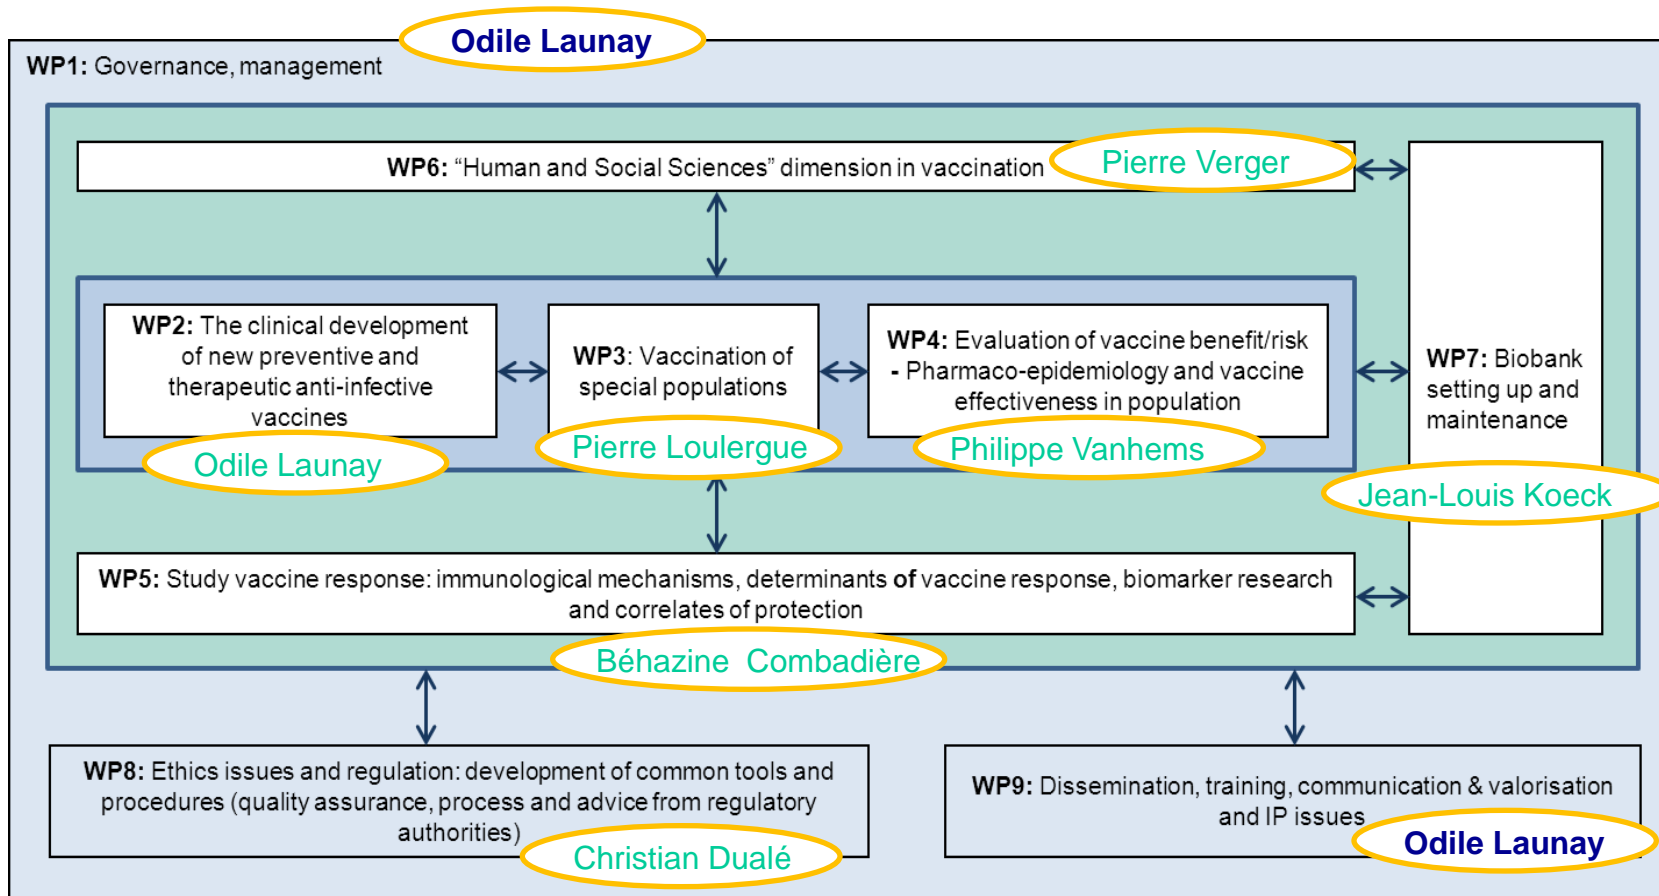 Odile Launay
WP1: Governance, management
WP6: “Human and Social Sciences” dimension in vaccination
Pierre Verger
WP2: The clinical development
of new preventive and
therapeutic anti-infective
vaccines
Odile Launay
WP3: Vaccination of
special populations
Pierre Loulergue
WP4: Evaluation of vaccine benefit/risk
- Pharmaco-epidemiology and vaccine
effectiveness in population
Philippe Vanhems
WP7: Biobank
setting up and
maintenance
Jean-Louis Koeck
WP5: Study vaccine response: immunological mechanisms, determinants of vaccine response, biomarker research
and correlates of protection
Béhazine Combadière
WP8: Ethics issues and regulation: development of common tools and
procedures (quality assurance, process and advice from regulatory
authorities)
Christian Dualé
WP9: Dissemination, training, communication & valorisation
and IP issues
Odile Launay